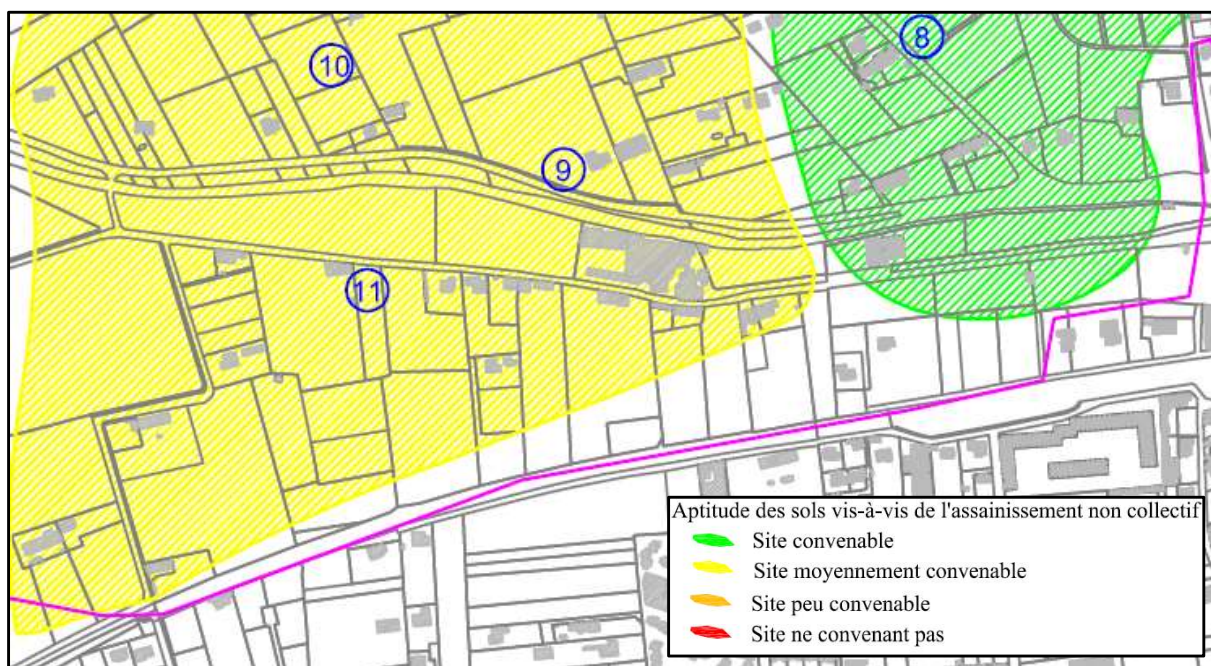 8
10
9
11
Aptitude des sols vis-à-vis de l'assainissement non collectif
Site convenable
Site moyennement convenable
Site peu convenable
Site ne convenant pas